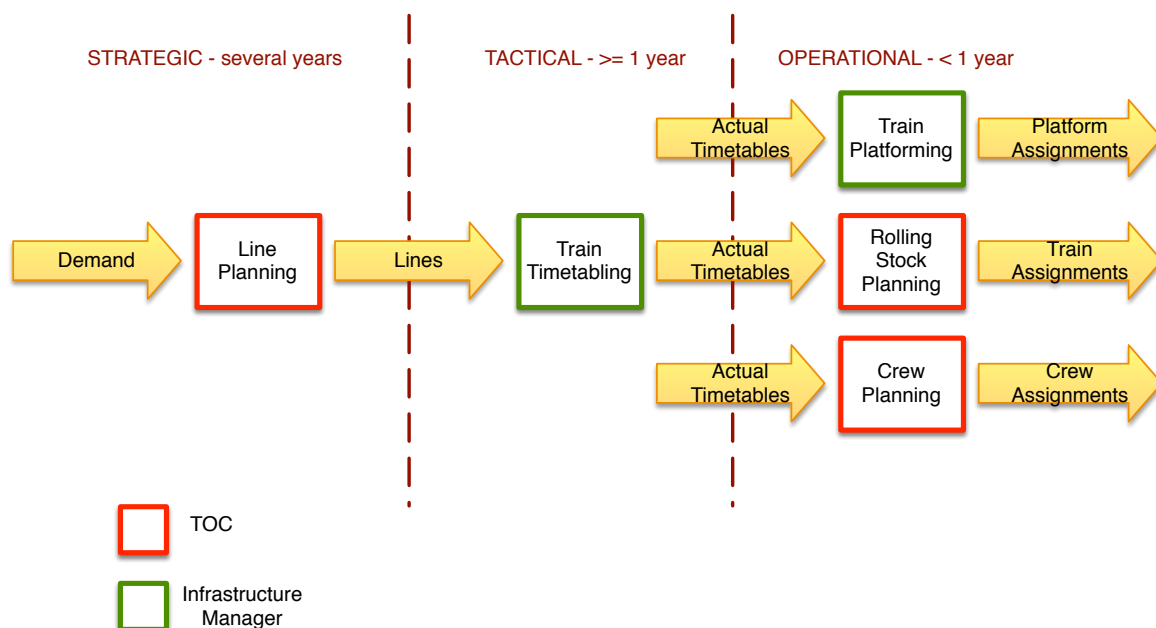 STRATEGIC - several years
TACTICAL - >= 1 year
OPERATIONAL - < 1 year
Actual
Timetables
Train
Platforming
Platform
Assignments
Demand
Line
Planning
Lines
Train
Timetabling
Actual
Timetables
Rolling
Stock
Planning
Train
Assignments
Actual
Timetables
Crew
Planning
Crew
Assignments
TOC
Infrastructure
Manager